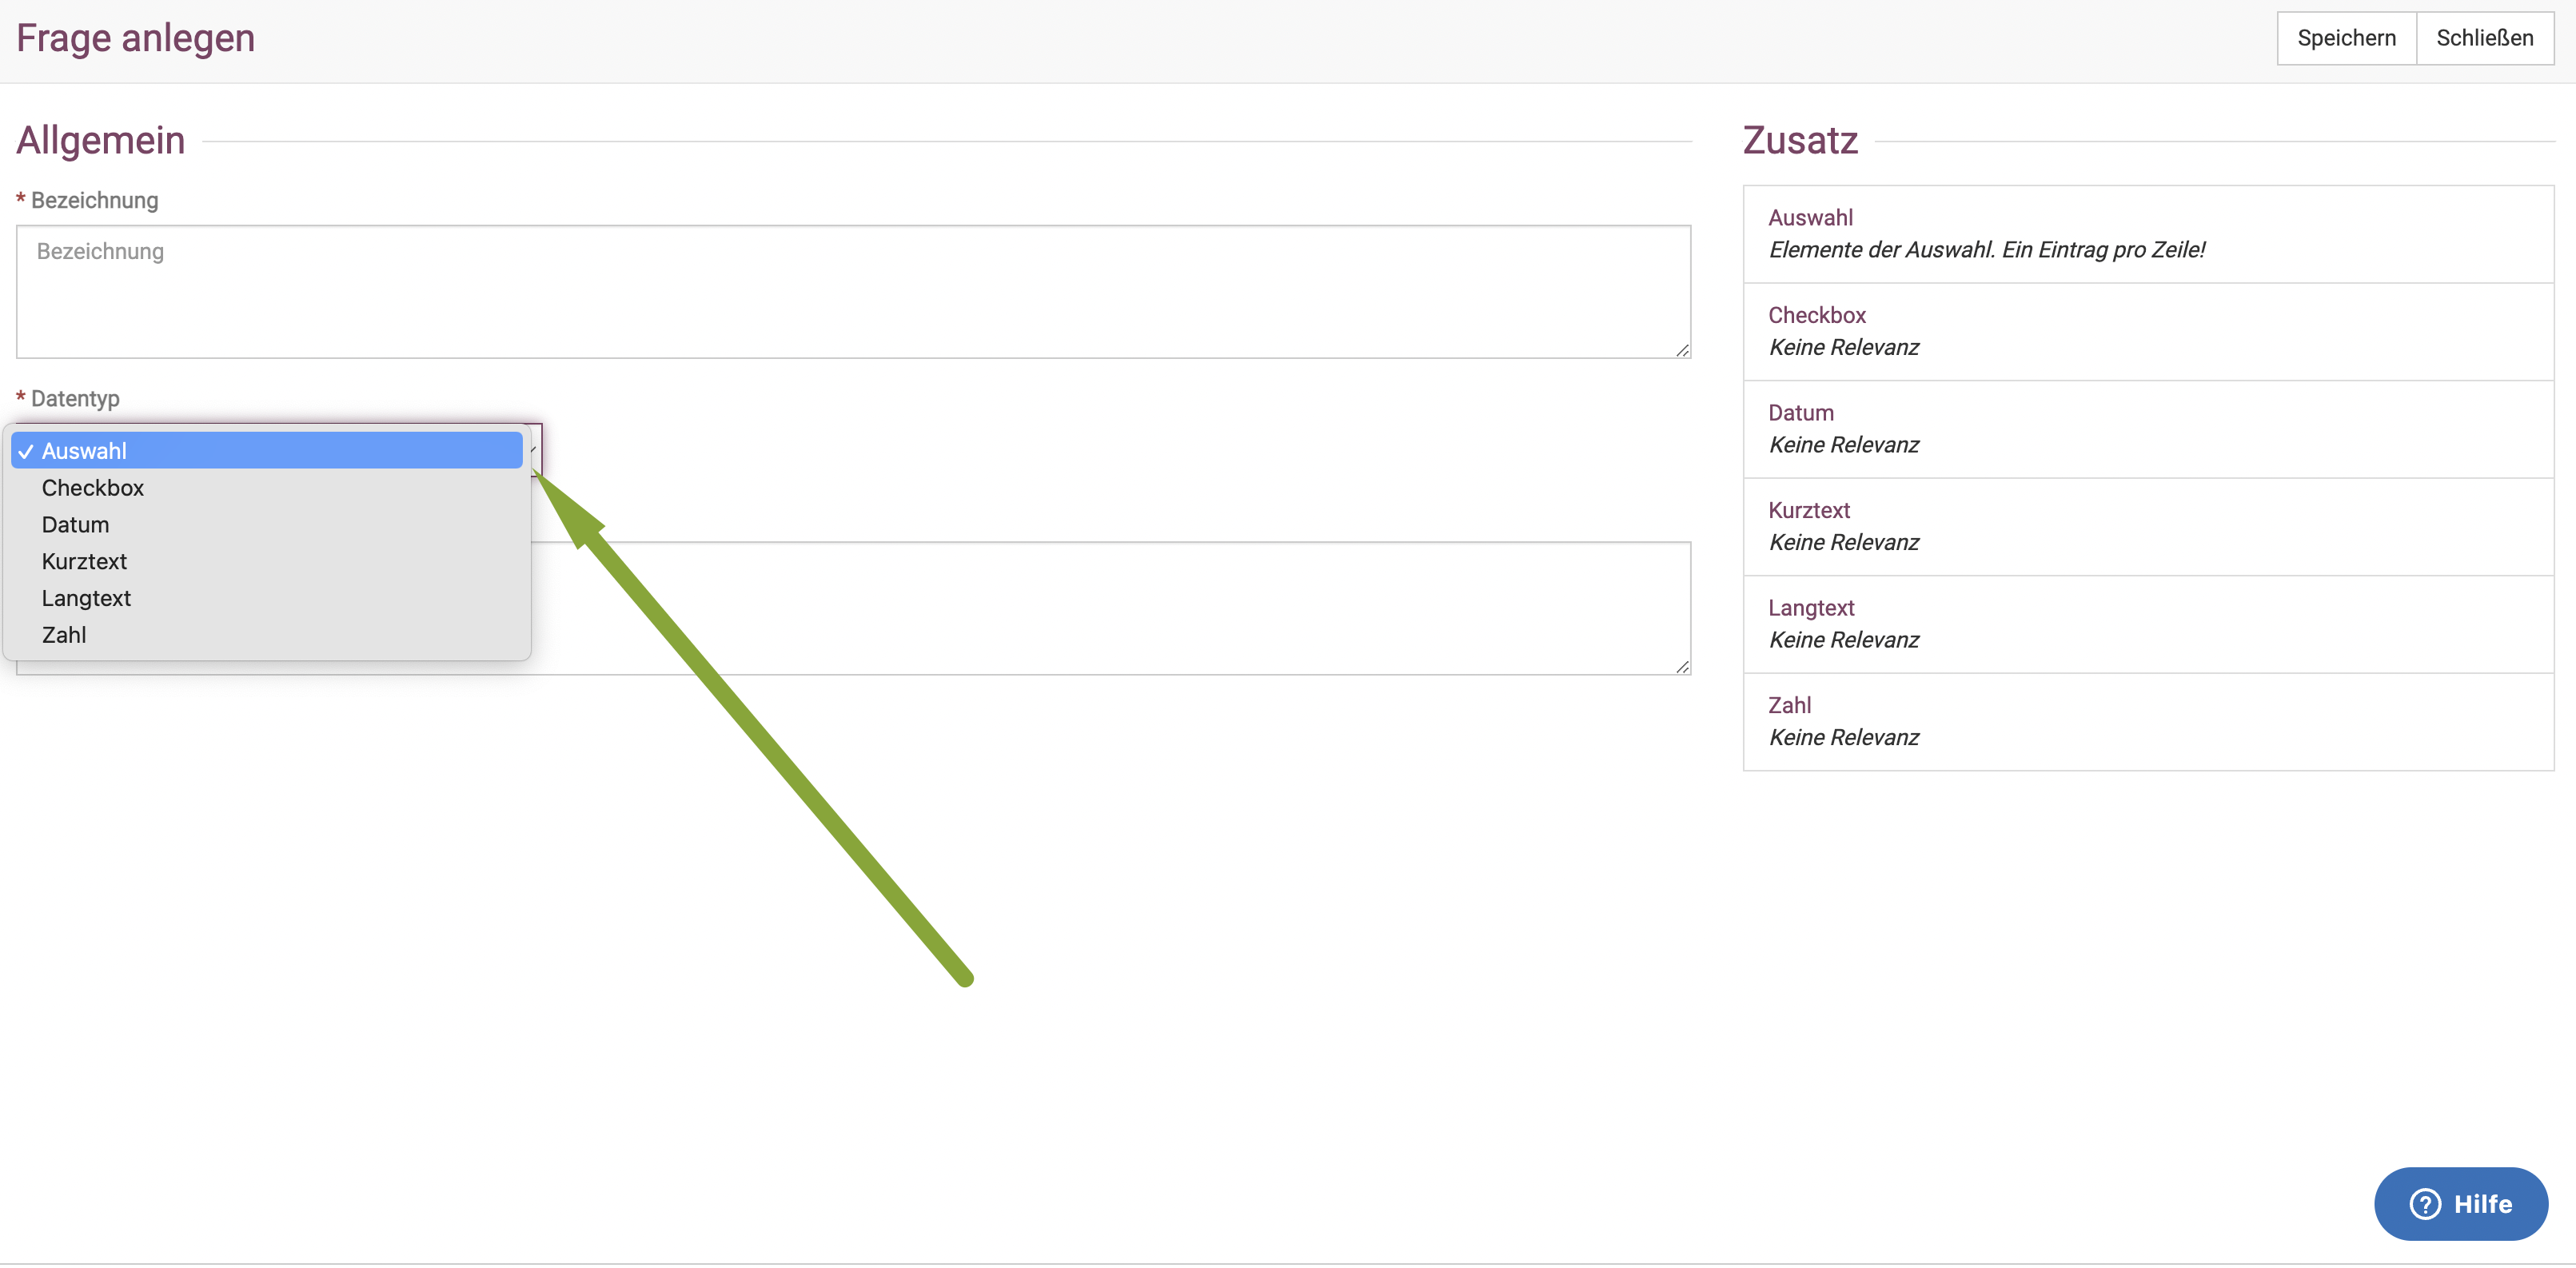 Frage anlegen
Speichern
Schließen
Allgemein
* Bezeichnung
Bezeichnung
* Datentyp
✓ Auswahl
Checkbox
Datum
Kurztext
Langtext
Zahl
Zusatz
Auswahl
Elemente der Auswahl. Ein Eintrag pro Zeile!
Checkbox
Keine Relevanz
Datum
Keine Relevanz
Kurztext
Keine Relevanz
Langtext
Keine Relevanz
Zahl
Keine Relevanz
? Hilfe